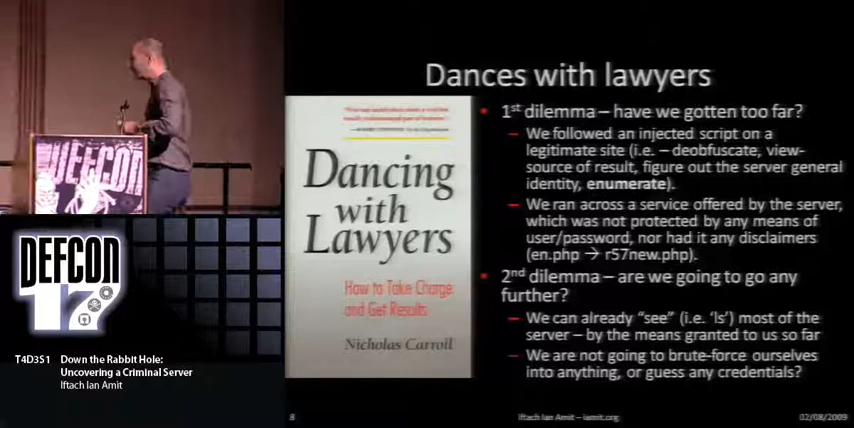 DEFCON
DEFCON
17
T4D3S1 Down the Rabbit Hole:
Uncovering a Criminal Server
Iftach Ian Amit
Dances with lawyers
Dancing
with
Lawyers
How to Take Charge
and Get Results
Nicholas Carroll
• 1st dilemma – have we gotten too far?
– We followed an injected script on a
legitimate site (i.e. – deobfuscate, view-
source of result, figure out the server general
identity, enumerate).
– We ran across a service offered by the server,
which was not protected by any means of
user/password, nor had it any disclaimers
(en.php → r57new.php).
• 2nd dilemma – are we going to go any
further?
– We can already “see” (i.e. ‘ls’) most of the
server – by the means granted to us so far
– We are not going to brute-force ourselves
into anything, or guess any credentials?
8 Iftach Ian Amit – iamit.org 02/08/2009